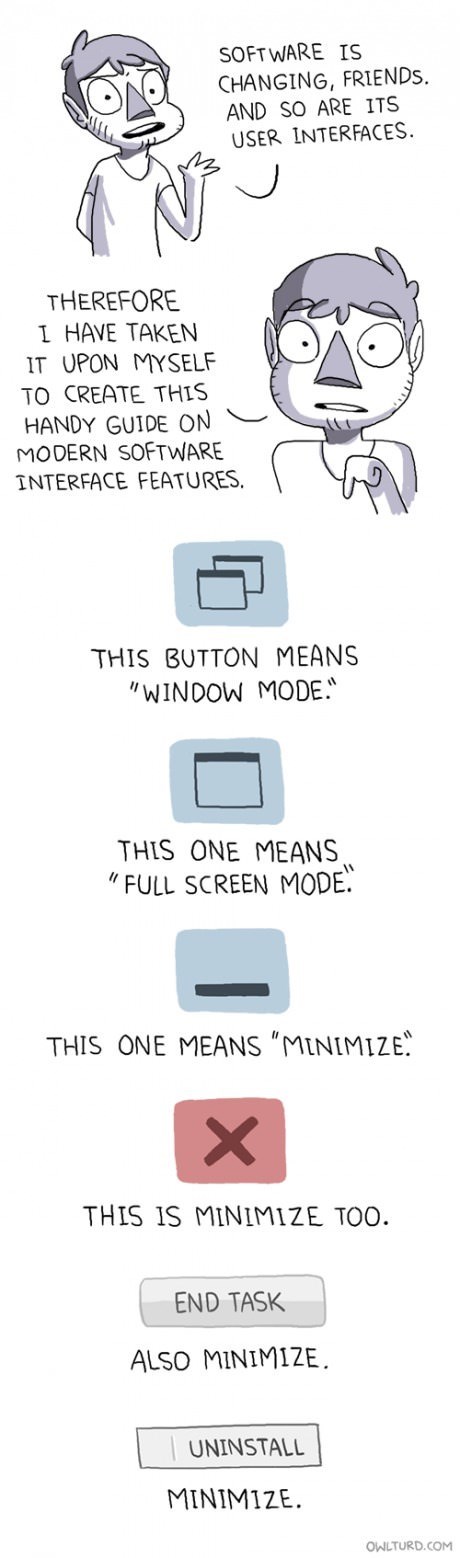 SOFTWARE IS
CHANGING, FRIENDS.
AND SO ARE ITS
USER INTERFACES.
THEREFORE
I HAVE TAKEN
IT UPON MYSELF
TO CREATE THIS
HANDY GUIDE ON
MODERN SOFTWARE
INTERFACE FEATURES.
THIS BUTTON MEANS
"WINDOW MODE."
THIS ONE MEANS
"FULL SCREEN MODE."
THIS ONE MEANS "MINIMIZE."
THIS IS MINIMIZE TOO.
END TASK
ALSO MINIMIZE.
UNINSTALL
MINIMIZE.
OWLTURD.COM